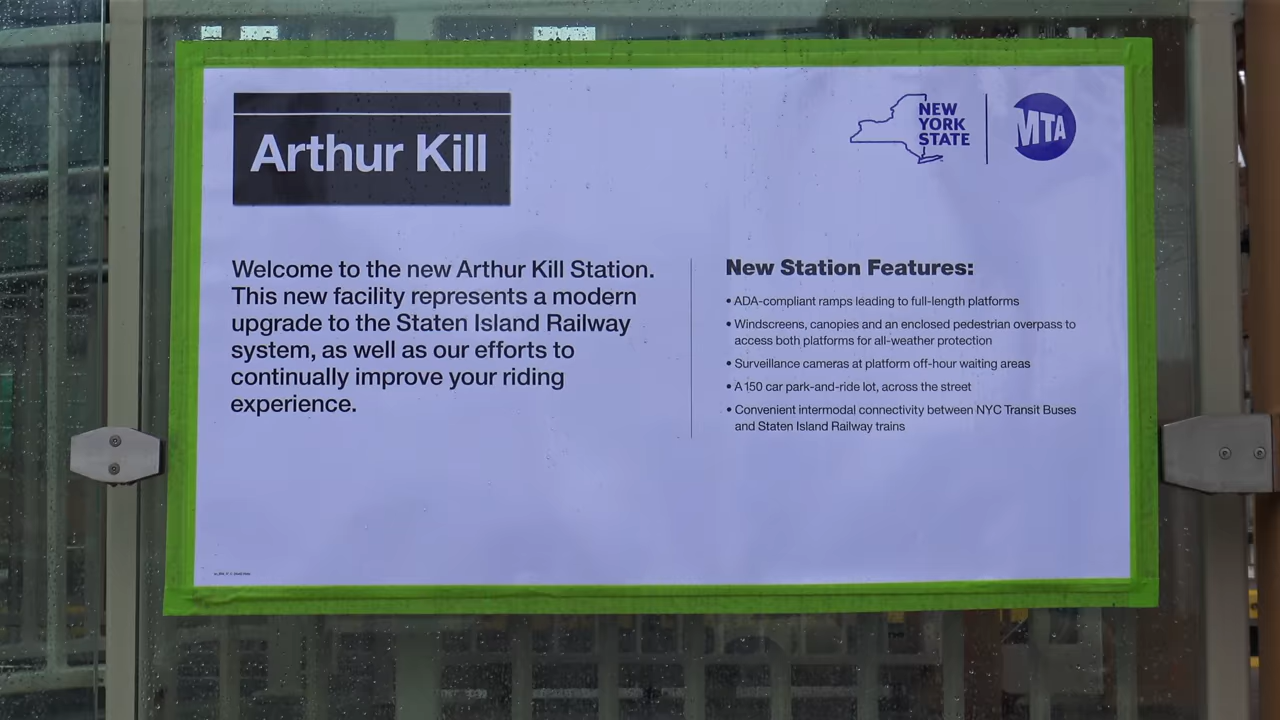 Arthur Kill
NEW
YORK
STATE
MTA
Welcome to the new Arthur Kill Station.
This new facility represents a modern
upgrade to the Staten Island Railway
system, as well as our efforts to
continually improve your riding
experience.
New Station Features:
• ADA-compliant ramps leading to full-length platforms
• Windscreens, canopies and an enclosed pedestrian overpass to
access both platforms for all-weather protection
• Surveillance cameras at platform off-hour waiting areas
• A 150 car park-and-ride lot, across the street
• Convenient intermodal connectivity between NYC Transit Buses
and Staten Island Railway trains